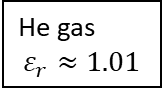 He gas
𝜀ᵣ ≈ 1.01